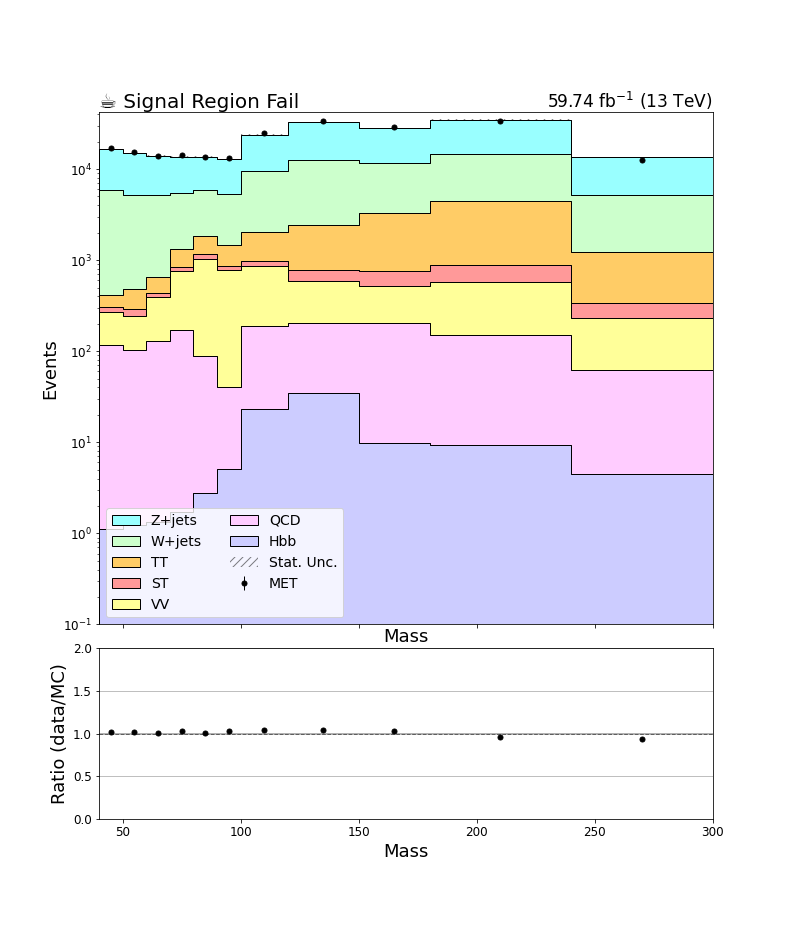 ☕ Signal Region Fail
59.74 fb⁻¹ (13 TeV)
Events
10⁴
10³
10²
10¹
10⁰
10⁻¹
Z+jets
W+jets
TT
ST
VV
QCD
Hbb
Stat. Unc.
MET
Mass
Ratio (data/MC)
2.0
1.5
1.0
0.5
0.0
50 100 150 200 250 300
Mass